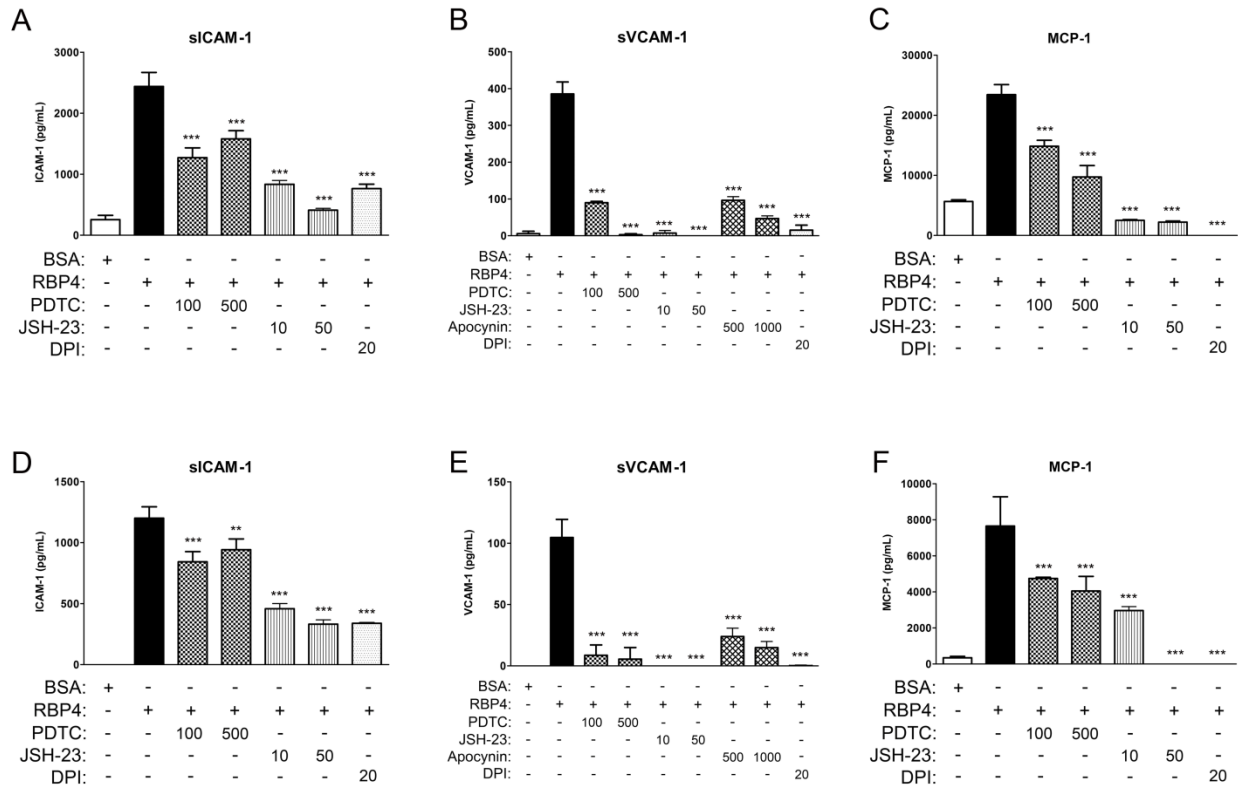 A
sICAM-1
ICAM-1 (pg/mL)
3000
2000
1000
0
*** *** *** *** ***
BSA: + - - - - - -
RBP4: - + + + + + +
PDTC: - - 100 500 - - -
JSH-23: - - - - 10 50 -
DPI: - - - - - - 20
B
sVCAM-1
VCAM-1 (pg/mL)
500
400
300
200
100
0
*** *** *** *** *** *** ***
BSA: + - - - - - - - -
RBP4: - + + + + + + + +
PDTC: - - 100 500 - - - - -
JSH-23: - - - - 10 50 - - -
Apocynin: - - - - - - 500 1000 -
DPI: - - - - - - - - 20
C
MCP-1
MCP-1 (pg/mL)
30000
20000
10000
0
*** *** *** *** ***
BSA: + - - - - - -
RBP4: - + + + + + +
PDTC: - - 100 500 - - -
JSH-23: - - - - 10 50 -
DPI: - - - - - - 20
D
sICAM-1
ICAM-1 (pg/mL)
1500
1000
500
0
*** ** *** *** ***
BSA: + - - - - - -
RBP4: - + + + + + +
PDTC: - - 100 500 - - -
JSH-23: - - - - 10 50 -
DPI: - - - - - - 20
E
sVCAM-1
VCAM-1 (pg/mL)
150
100
50
0
*** *** *** *** *** *** ***
BSA: + - - - - - - - -
RBP4: - + + + + + + + +
PDTC: - - 100 500 - - - - -
JSH-23: - - - - 10 50 - - -
Apocynin: - - - - - - 500 1000 -
DPI: - - - - - - - - 20
F
MCP-1
MCP-1 (pg/mL)
10000
8000
6000
4000
2000
0
*** *** *** *** ***
BSA: + - - - - - -
RBP4: - + + + + + +
PDTC: - - 100 500 - - -
JSH-23: - - - - 10 50 -
DPI: - - - - - - 20